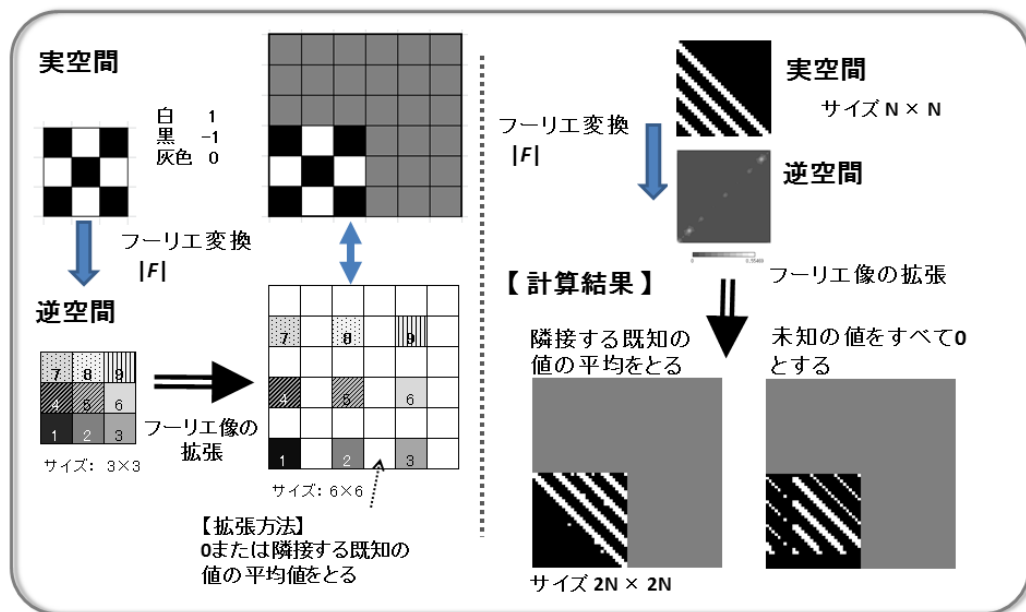 実空間
白 1
黒 -1
灰色 0
フーリエ変換
|F|
逆空間
7 8 9
4 5 6
1 2 3
サイズ: 3×3
フーリエ像の
拡張
7 8 9
4 5 6
1 2 3
サイズ: 6×6
【拡張方法】
0または隣接する既知の
値の平均値をとる
実空間
サイズ N × N
フーリエ変換
|F|
逆空間
0
フーリエ像の拡張
【計算結果】
隣接する既知の
値の平均をとる
未知の値をすべて0
とする
サイズ 2N × 2N